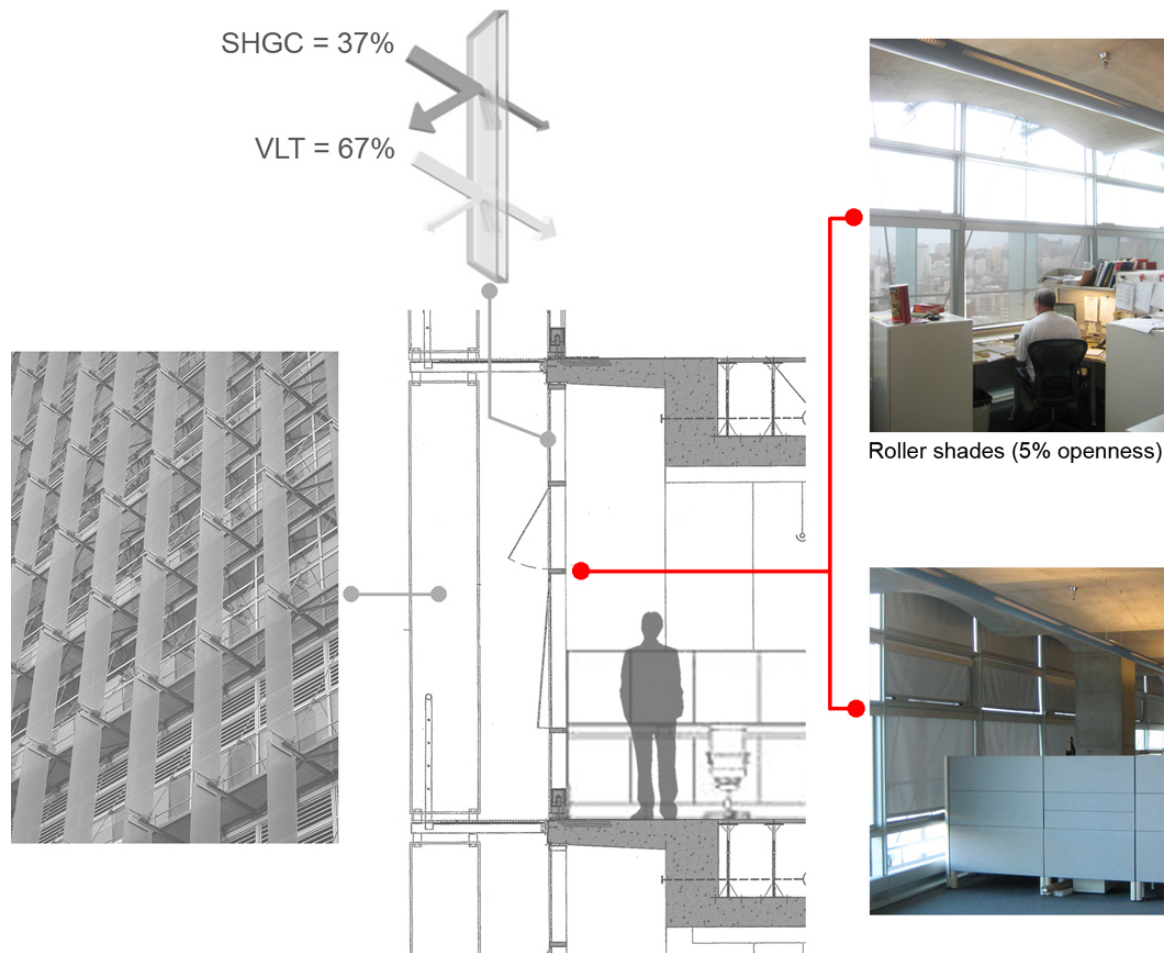 SHGC = 37%
VLT = 67%
Roller shades (5% openness)